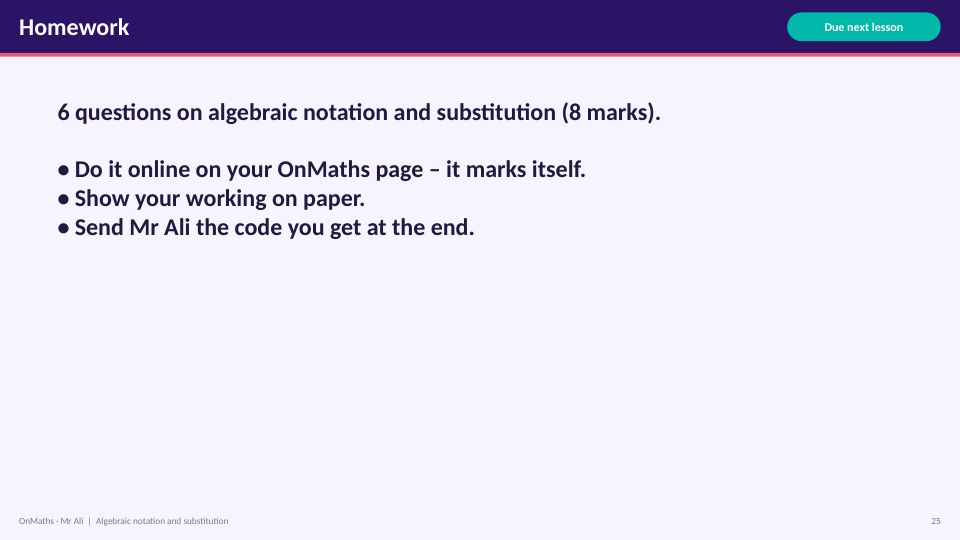 Homework
Due next lesson
6 questions on algebraic notation and substitution (8 marks).
● Do it online on your OnMaths page – it marks itself.
● Show your working on paper.
● Send Mr Ali the code you get at the end.
OnMaths · Mr Ali | Algebraic notation and substitution
25